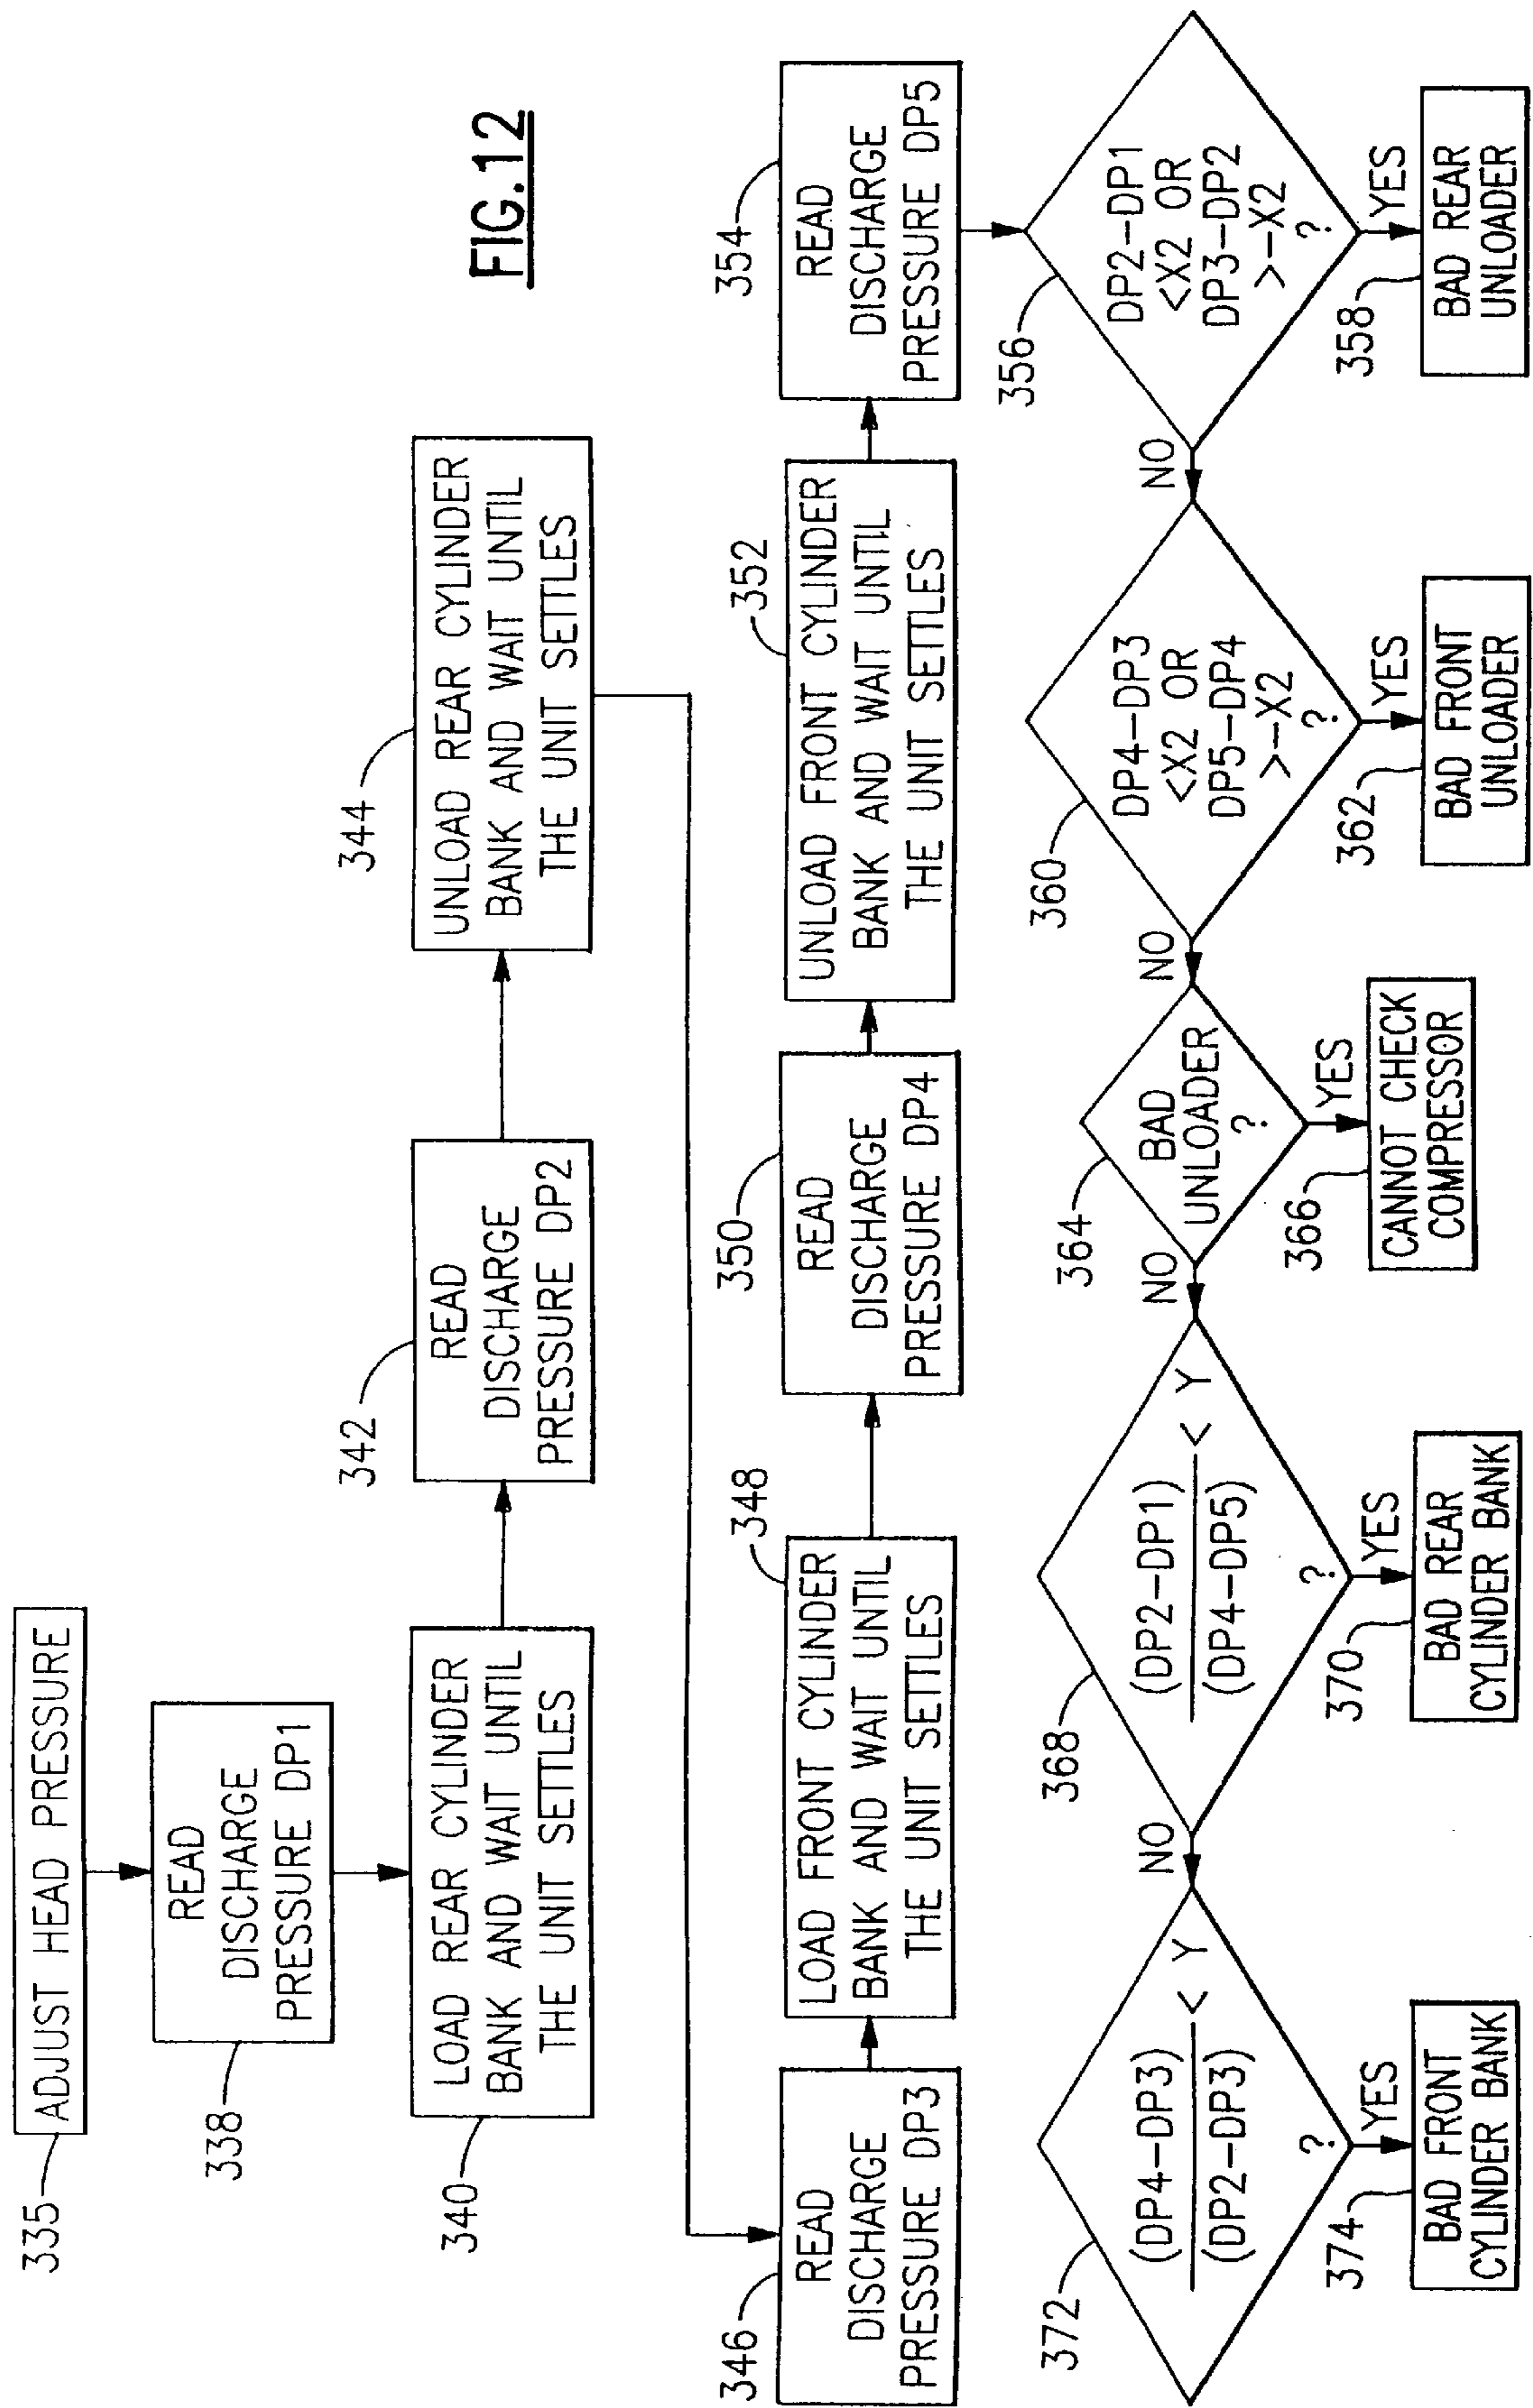 FIG.12
335
ADJUST HEAD PRESSURE
338
READ
DISCHARGE
PRESSURE DP1
340
LOAD REAR CYLINDER
BANK AND WAIT UNTIL
THE UNIT SETTLES
342
READ
DISCHARGE
PRESSURE DP2
344
UNLOAD REAR CYLINDER
BANK AND WAIT UNTIL
THE UNIT SETTLES
346
READ
DISCHARGE
PRESSURE DP3
348
LOAD FRONT CYLINDER
BANK AND WAIT UNTIL
THE UNIT SETTLES
350
READ
DISCHARGE
PRESSURE DP4
352
UNLOAD FRONT CYLINDER
BANK AND WAIT UNTIL
THE UNIT SETTLES
354
READ
DISCHARGE
PRESSURE DP5
356
DP2-DP1
<X2 OR
DP3-DP2
>-X2
?
YES
358
BAD REAR
UNLOADER
NO
360
DP4-DP3
<X2 OR
DP5-DP4
>-X2
?
YES
362
BAD FRONT
UNLOADER
NO
364
BAD
UNLOADER
?
YES
366
CANNOT CHECK
COMPRESSOR
NO
368
(DP2-DP1)
< Y
(DP4-DP5)
?
YES
370
BAD REAR
CYLINDER BANK
NO
372
(DP4-DP3)
< Y
(DP2-DP3)
?
YES
374
BAD FRONT
CYLINDER BANK